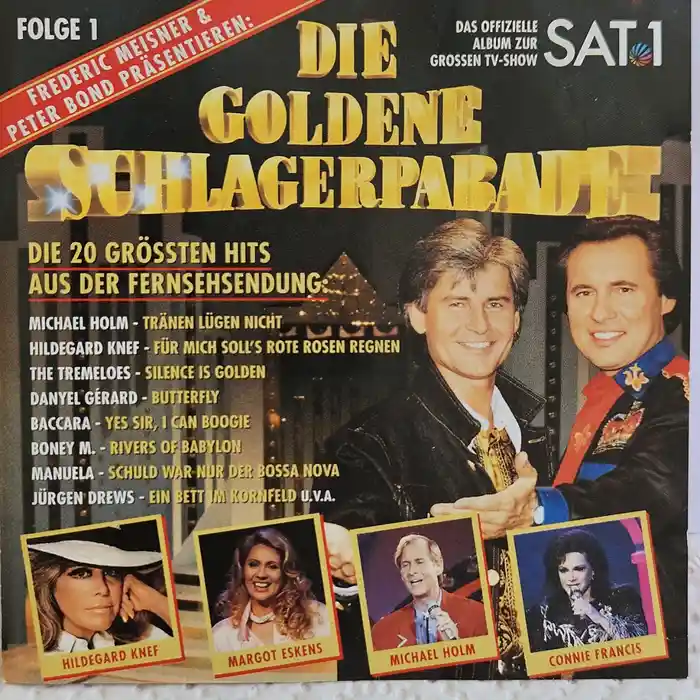 FOLGE 1
FREDERIC MEISNER &
PETER BOND PRÄSENTIEREN:
DAS OFFIZIELLE
ALBUM ZUR
GROSSEN TV-SHOW
SAT.1
DIE
GOLDENE
SCHLAGERPARADE
DIE 20 GRÖSSTEN HITS
AUS DER FERNSEHSENDUNG:
MICHAEL HOLM - TRÄNEN LÜGEN NICHT
HILDEGARD KNEF - FÜR MICH SOLL'S ROTE ROSEN REGNEN
THE TREMELOES - SILENCE IS GOLDEN
DANYEL GÉRARD - BUTTERFLY
BACCARA - YES SIR, I CAN BOOGIE
BONEY M. - RIVERS OF BABYLON
MANUELA - SCHULD WAR NUR DER BOSSA NOVA
JÜRGEN DREWS - EIN BETT IM KORNFELD U.V.A.
HILDEGARD KNEF
MARGOT ESKENS
MICHAEL HOLM
CONNIE FRANCIS